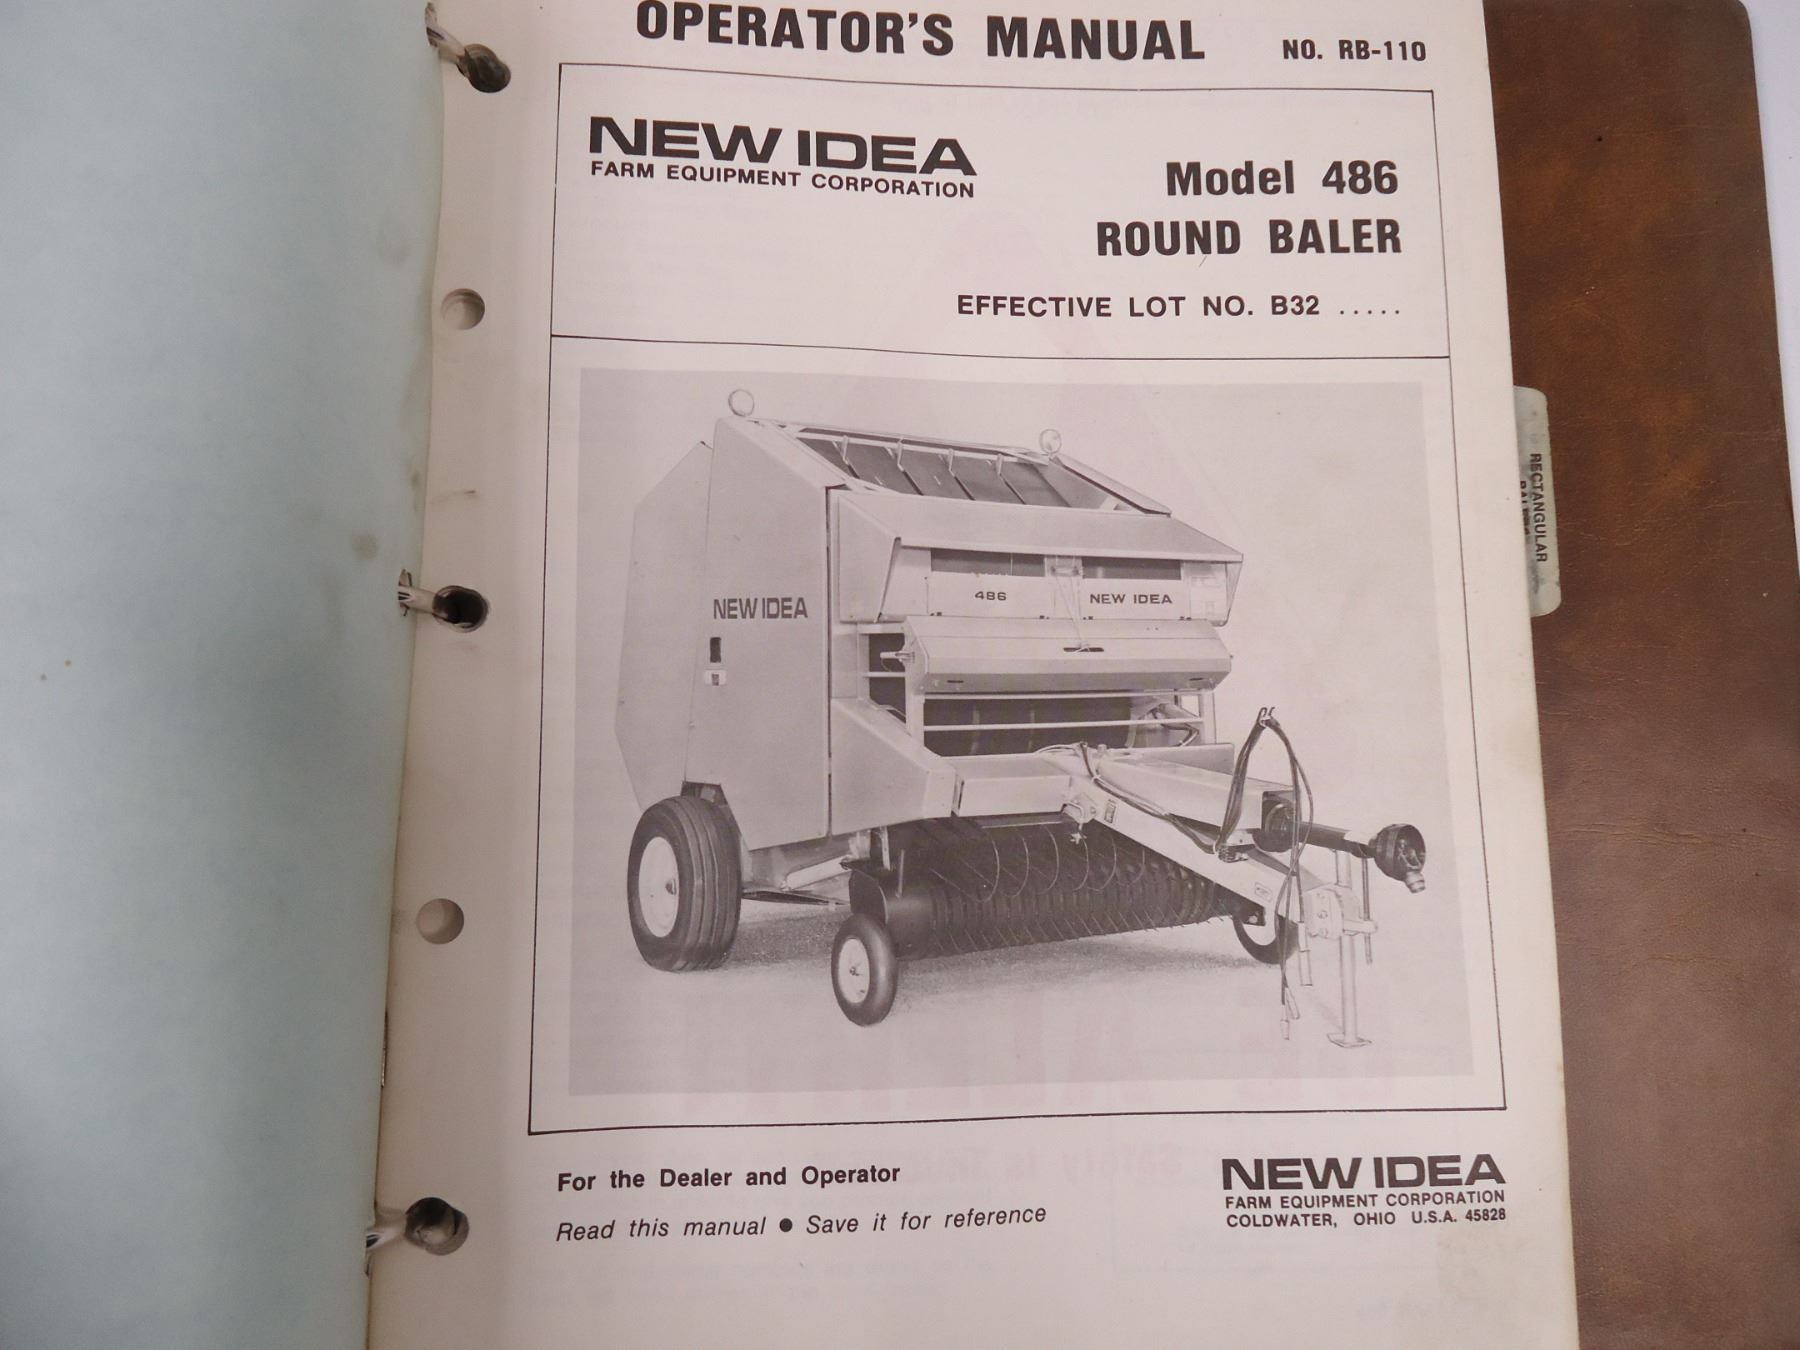 OPERATOR'S MANUAL NO. RB-110
NEW IDEA
FARM EQUIPMENT CORPORATION
Model 486
ROUND BALER
EFFECTIVE LOT NO. B32 .....
486 NEW IDEA
NEW IDEA
RECTANGULAR
For the Dealer and Operator
Read this manual ● Save it for reference
NEW IDEA
FARM EQUIPMENT CORPORATION
COLDWATER, OHIO U.S.A. 45828